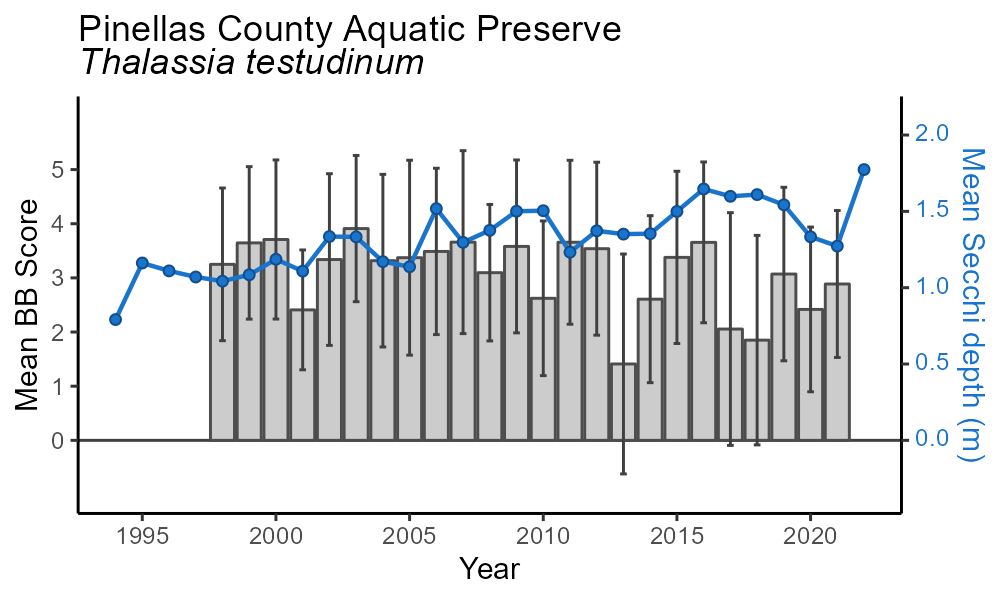 Pinellas County Aquatic Preserve
Thalassia testudinum
Mean BB Score
5
4
3
2
1
0
2.0
1.5
1.0
0.5
0.0
Mean Secchi depth (m)
1995 2000 2005 2010 2015 2020
Year